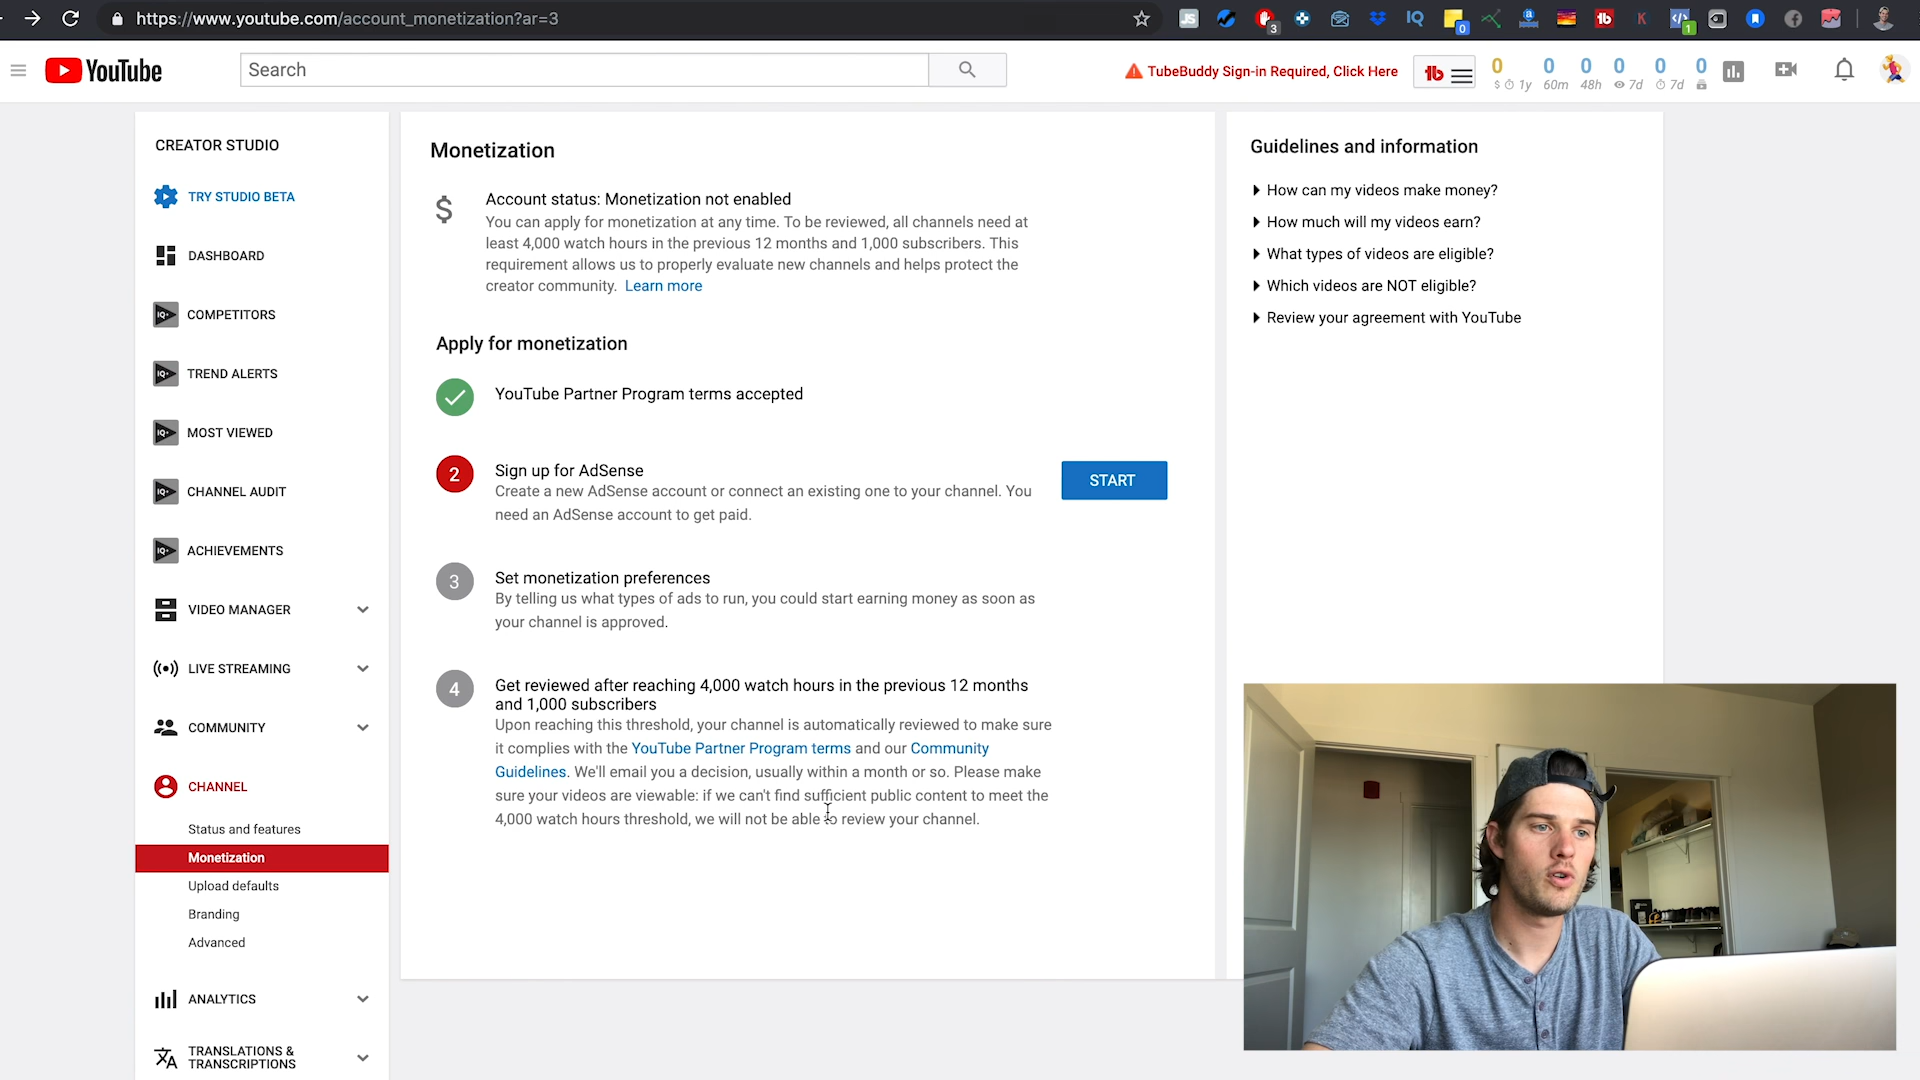 https://www.youtube.com/account_monetization?ar=3
JS
3
IQ
0
a
tb
K
</>
1
YouTube
Search
TubeBuddy Sign-in Required, Click Here
tb
0
0
0
0
0
0
$ 1y
60m
48h
7d
7d
CREATOR STUDIO
TRY STUDIO BETA
DASHBOARD
IQ+ COMPETITORS
IQ+ TREND ALERTS
IQ+ MOST VIEWED
IQ+ CHANNEL AUDIT
IQ+ ACHIEVEMENTS
VIDEO MANAGER
LIVE STREAMING
COMMUNITY
CHANNEL
Status and features
Monetization
Upload defaults
Branding
Advanced
ANALYTICS
TRANSLATIONS &
TRANSCRIPTIONS
Monetization
$
Account status: Monetization not enabled
You can apply for monetization at any time. To be reviewed, all channels need at
least 4,000 watch hours in the previous 12 months and 1,000 subscribers. This
requirement allows us to properly evaluate new channels and helps protect the
creator community. Learn more
Apply for monetization
YouTube Partner Program terms accepted
2
Sign up for AdSense
Create a new AdSense account or connect an existing one to your channel. You
need an AdSense account to get paid.
START
3
Set monetization preferences
By telling us what types of ads to run, you could start earning money as soon as
your channel is approved.
4
Get reviewed after reaching 4,000 watch hours in the previous 12 months
and 1,000 subscribers
Upon reaching this threshold, your channel is automatically reviewed to make sure
it complies with the YouTube Partner Program terms and our Community
Guidelines. We'll email you a decision, usually within a month or so. Please make
sure your videos are viewable: if we can't find sufficient public content to meet the
4,000 watch hours threshold, we will not be able to review your channel.
Guidelines and information
How can my videos make money?
How much will my videos earn?
What types of videos are eligible?
Which videos are NOT eligible?
Review your agreement with YouTube